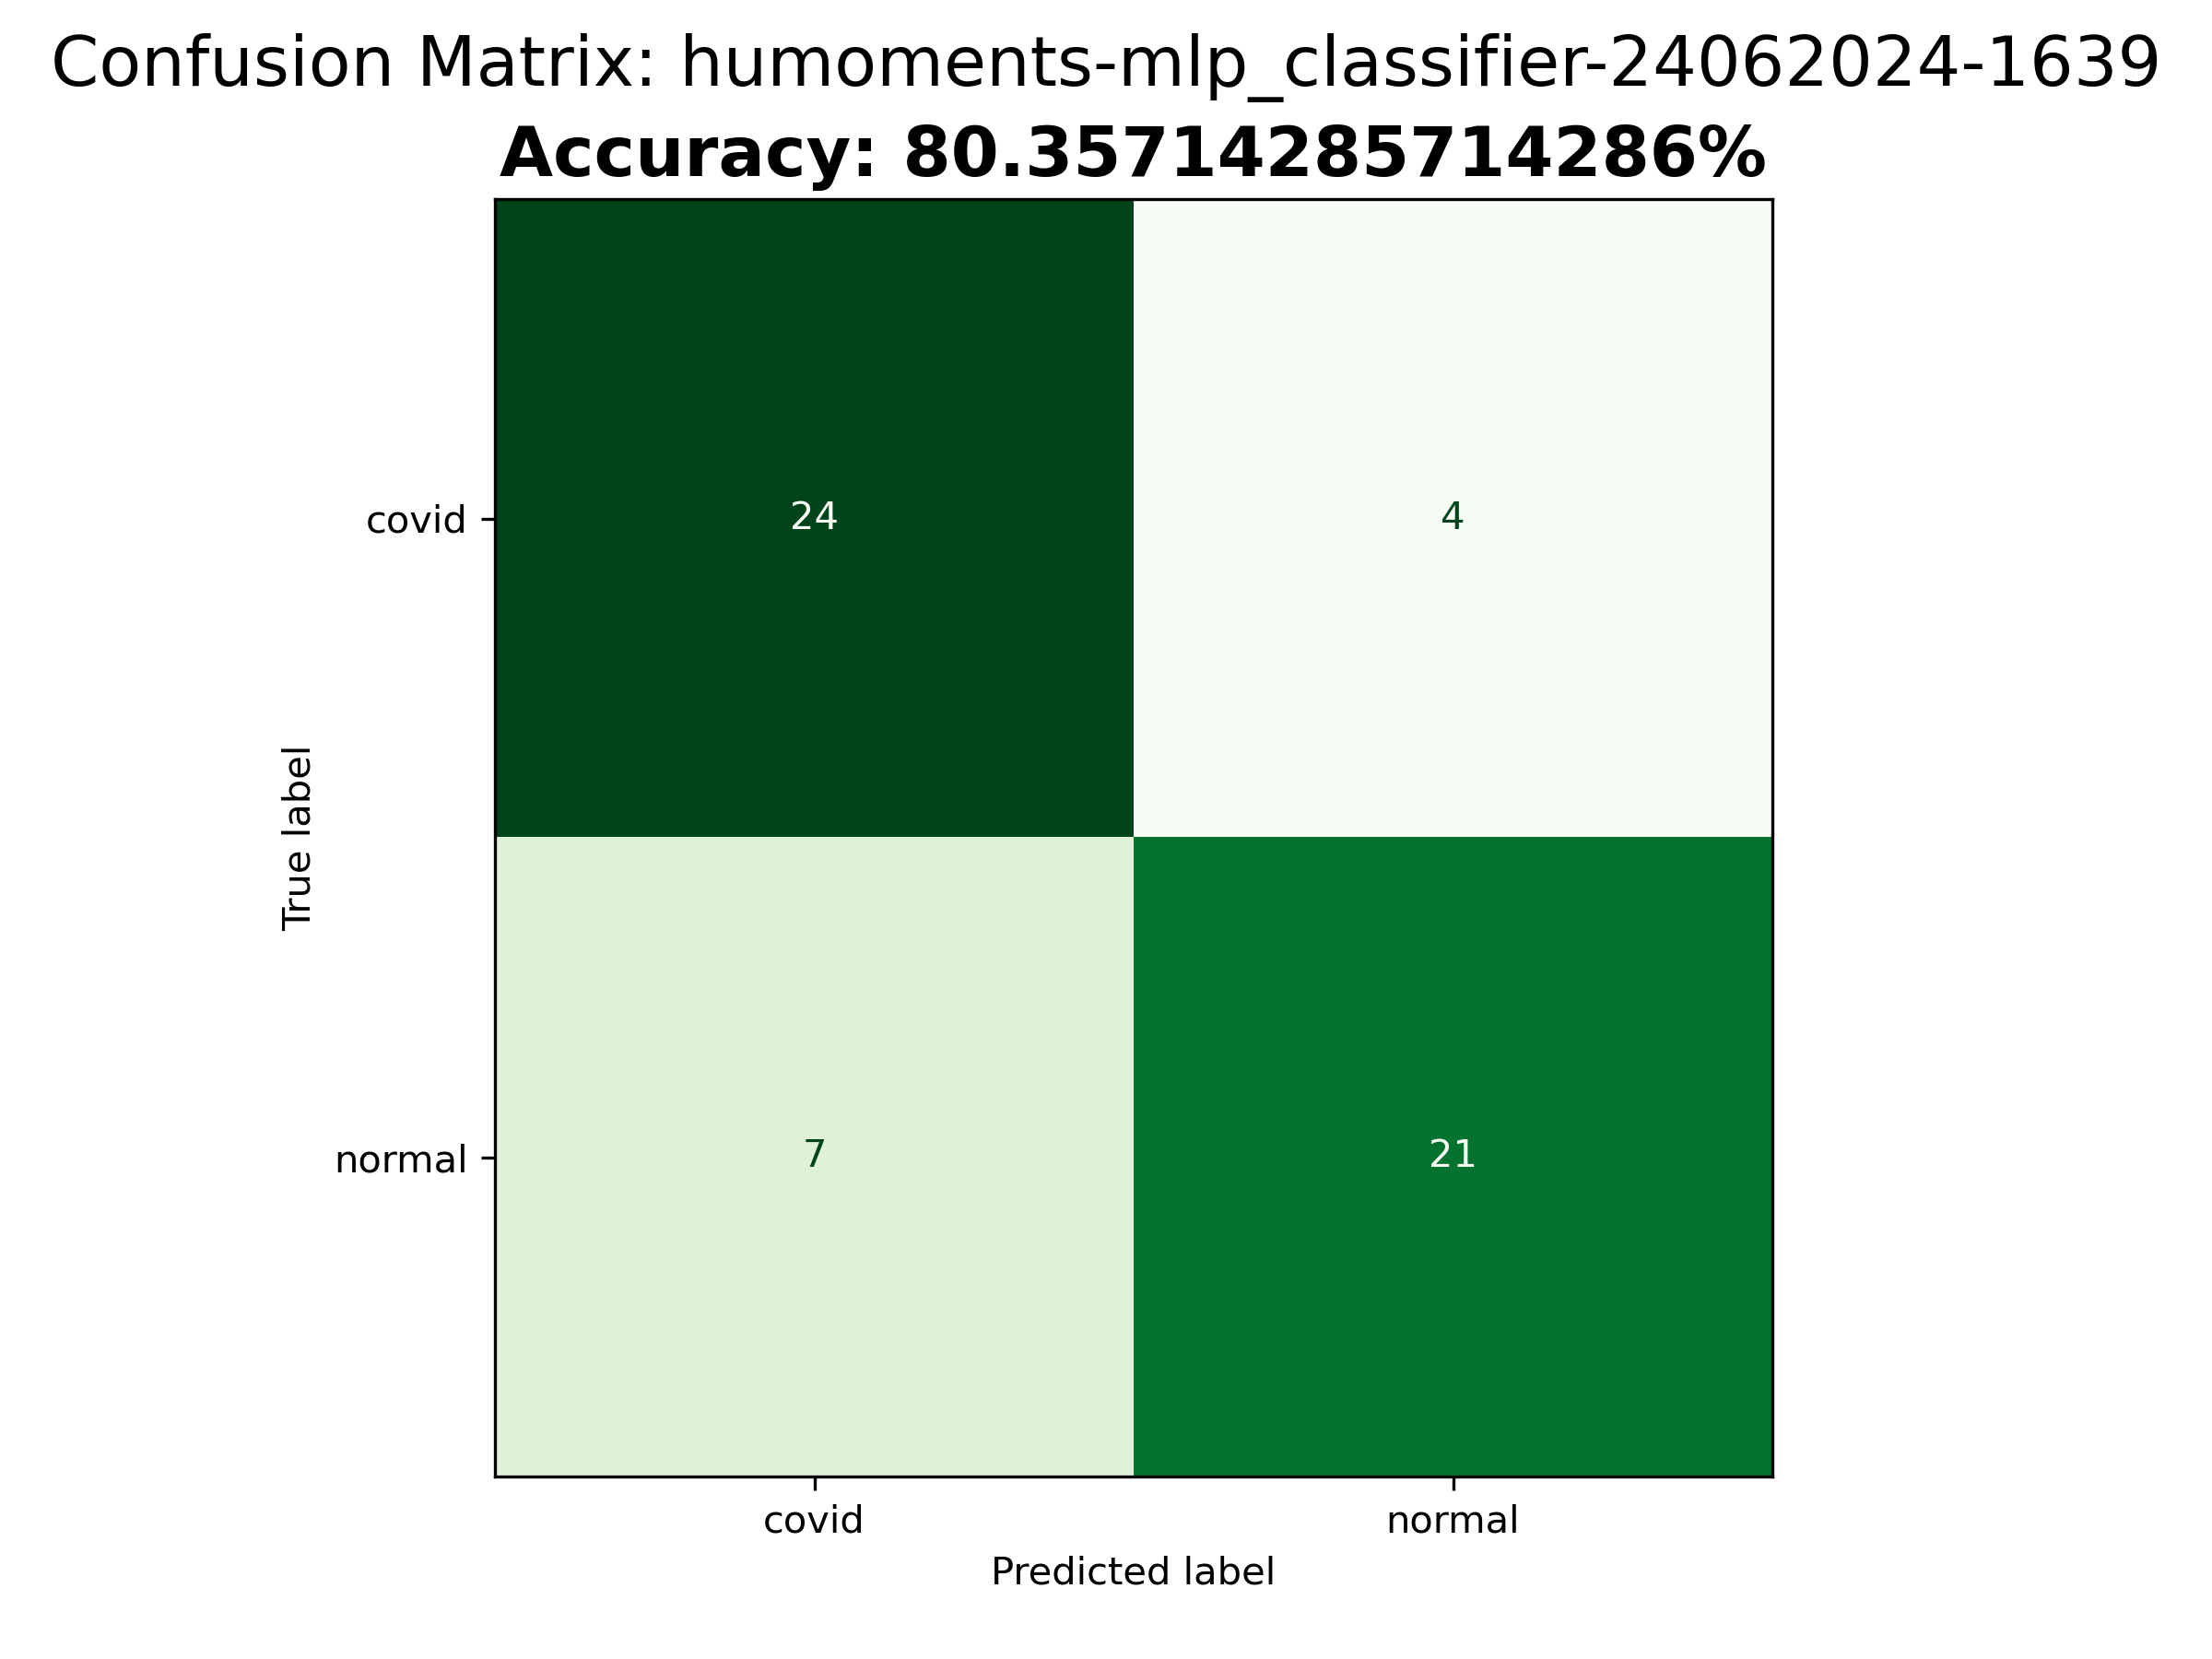 Confusion Matrix: humoments-mlp_classifier-24062024-1639
Accuracy: 80.35714285714286%
covid
24
4
True label
normal
7
21
covid
normal
Predicted label